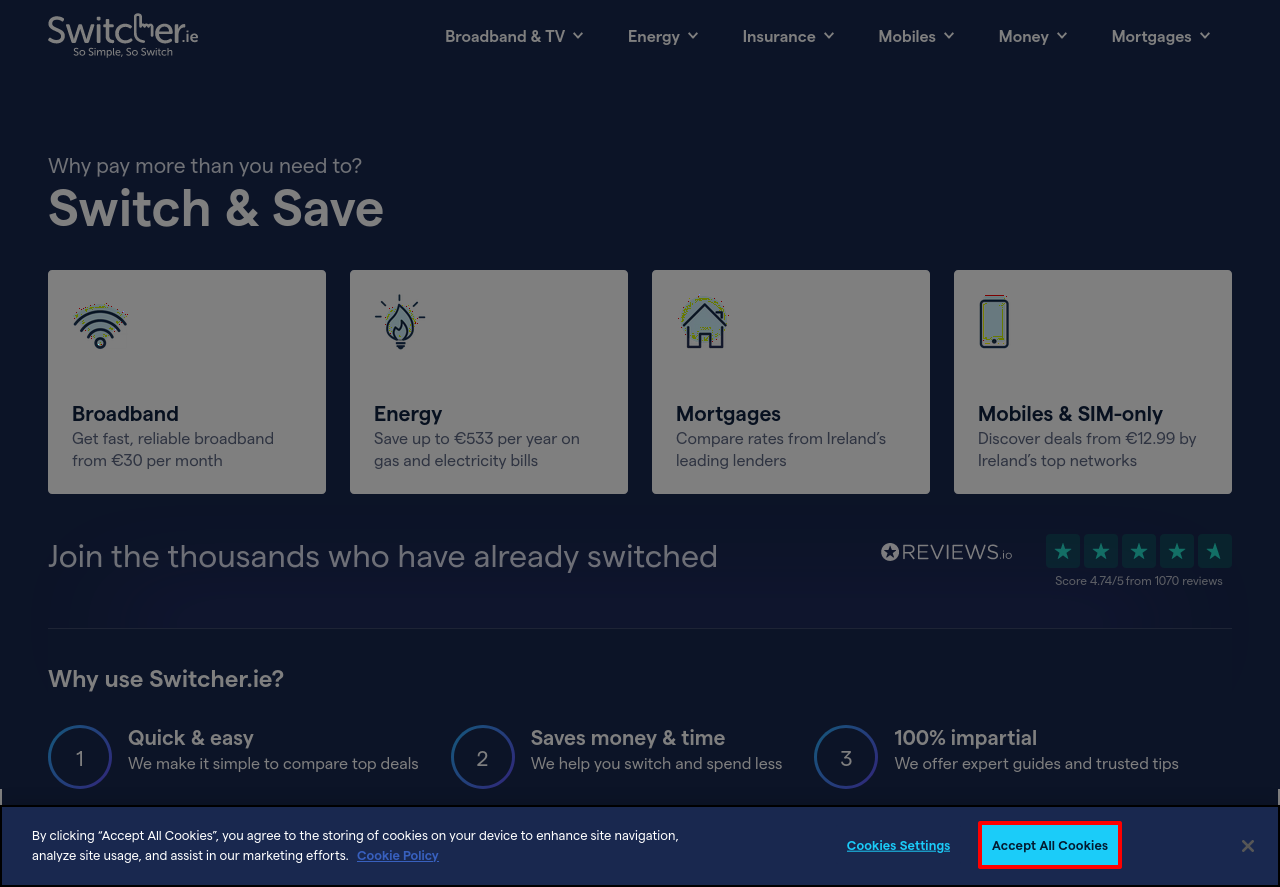 Switcher.ie
So Simple, So Switch
Broadband & TV
Energy
Insurance
Mobiles
Money
Mortgages
Why pay more than you need to?
Switch & Save
Broadband
Get fast, reliable broadband
from €30 per month
Energy
Save up to €533 per year on
gas and electricity bills
Mortgages
Compare rates from Ireland’s
leading lenders
Mobiles & SIM-only
Discover deals from €12.99 by
Ireland’s top networks
Join the thousands who have already switched
REVIEWS.io
Score 4.74/5 from 1070 reviews
Why use Switcher.ie?
1
Quick & easy
We make it simple to compare top deals
2
Saves money & time
We help you switch and spend less
3
100% impartial
We offer expert guides and trusted tips
By clicking “Accept All Cookies”, you agree to the storing of cookies on your device to enhance site navigation,
analyze site usage, and assist in our marketing efforts. Cookie Policy
Cookies Settings
Accept All Cookies